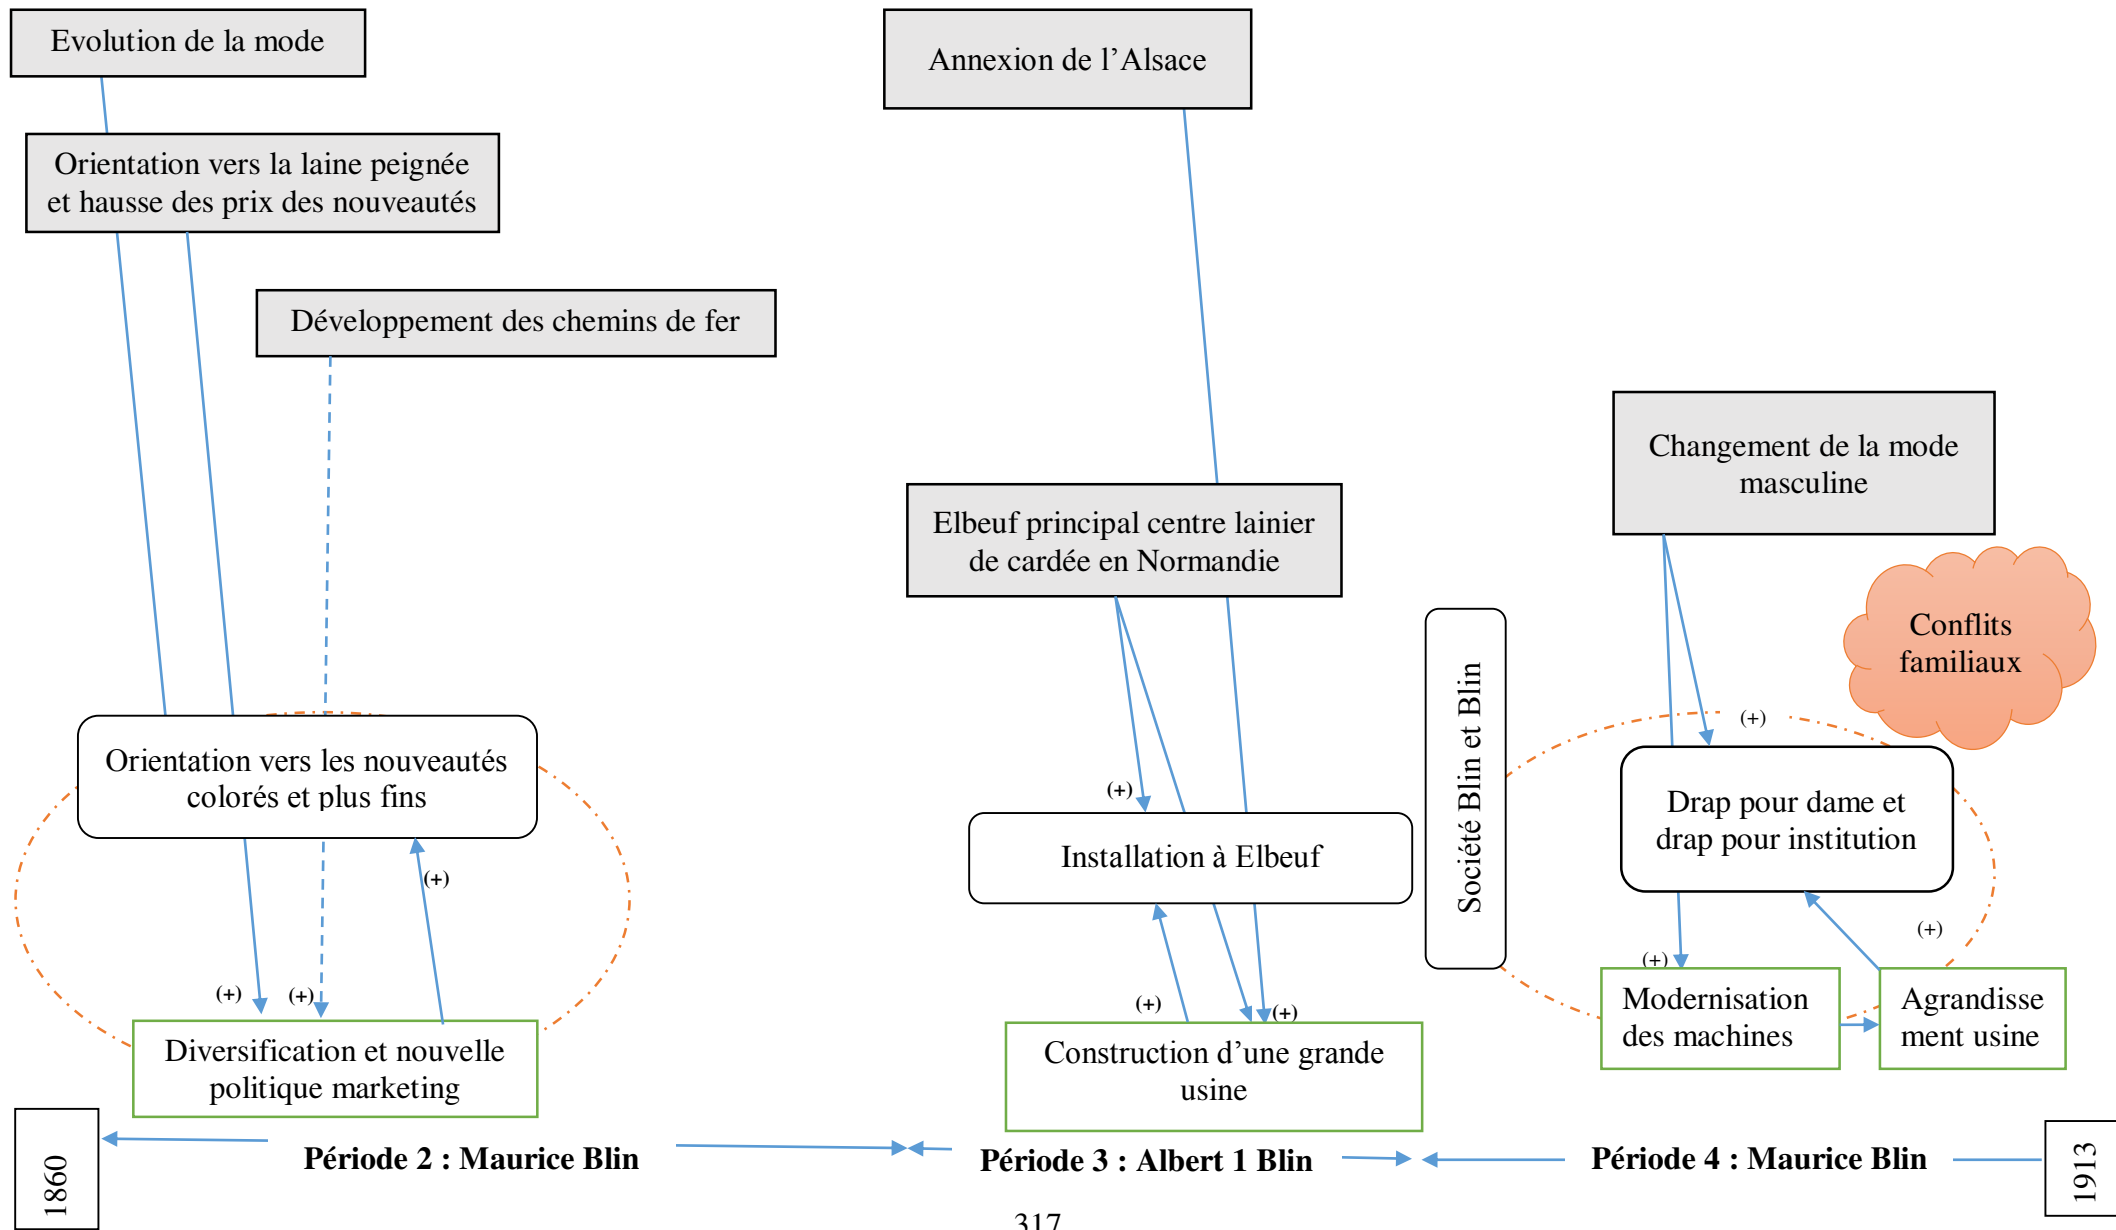 Evolution de la mode
Annexion de l’Alsace
Orientation vers la laine peignée
et hausse des prix des nouveautés
Développement des chemins de fer
Changement de la mode
masculine
Elbeuf principal centre lainier
de cardée en Normandie
Conflits
familiaux
Société Blin et Blin
(+)
Orientation vers les nouveautés
colorés et plus fins
(+)
Drap pour dame et
drap pour institution
Installation à Elbeuf
(+)
(+)
(+)
(+)
(+)
(+)
(+)
Modernisation
des machines
Agrandisse
ment usine
(+)
Diversification et nouvelle
politique marketing
Construction d’une grande
usine
1860
Période 2 : Maurice Blin
Période 3 : Albert 1 Blin
Période 4 : Maurice Blin
1913
317